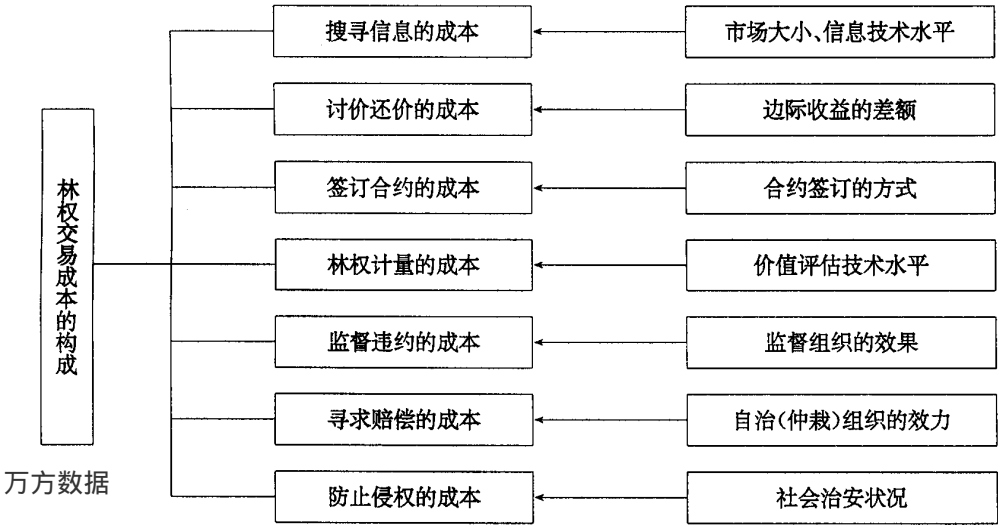 搜寻信息的成本
市场大小、信息技术水平
讨价还价的成本
边际收益的差额
签订合约的成本
合约签订的方式
林权交易成本的构成
林权计量的成本
价值评估技术水平
监督违约的成本
监督组织的效果
寻求赔偿的成本
自治(仲栽)组织的效力
防止侵权的成本
社会治安状况
万方数据